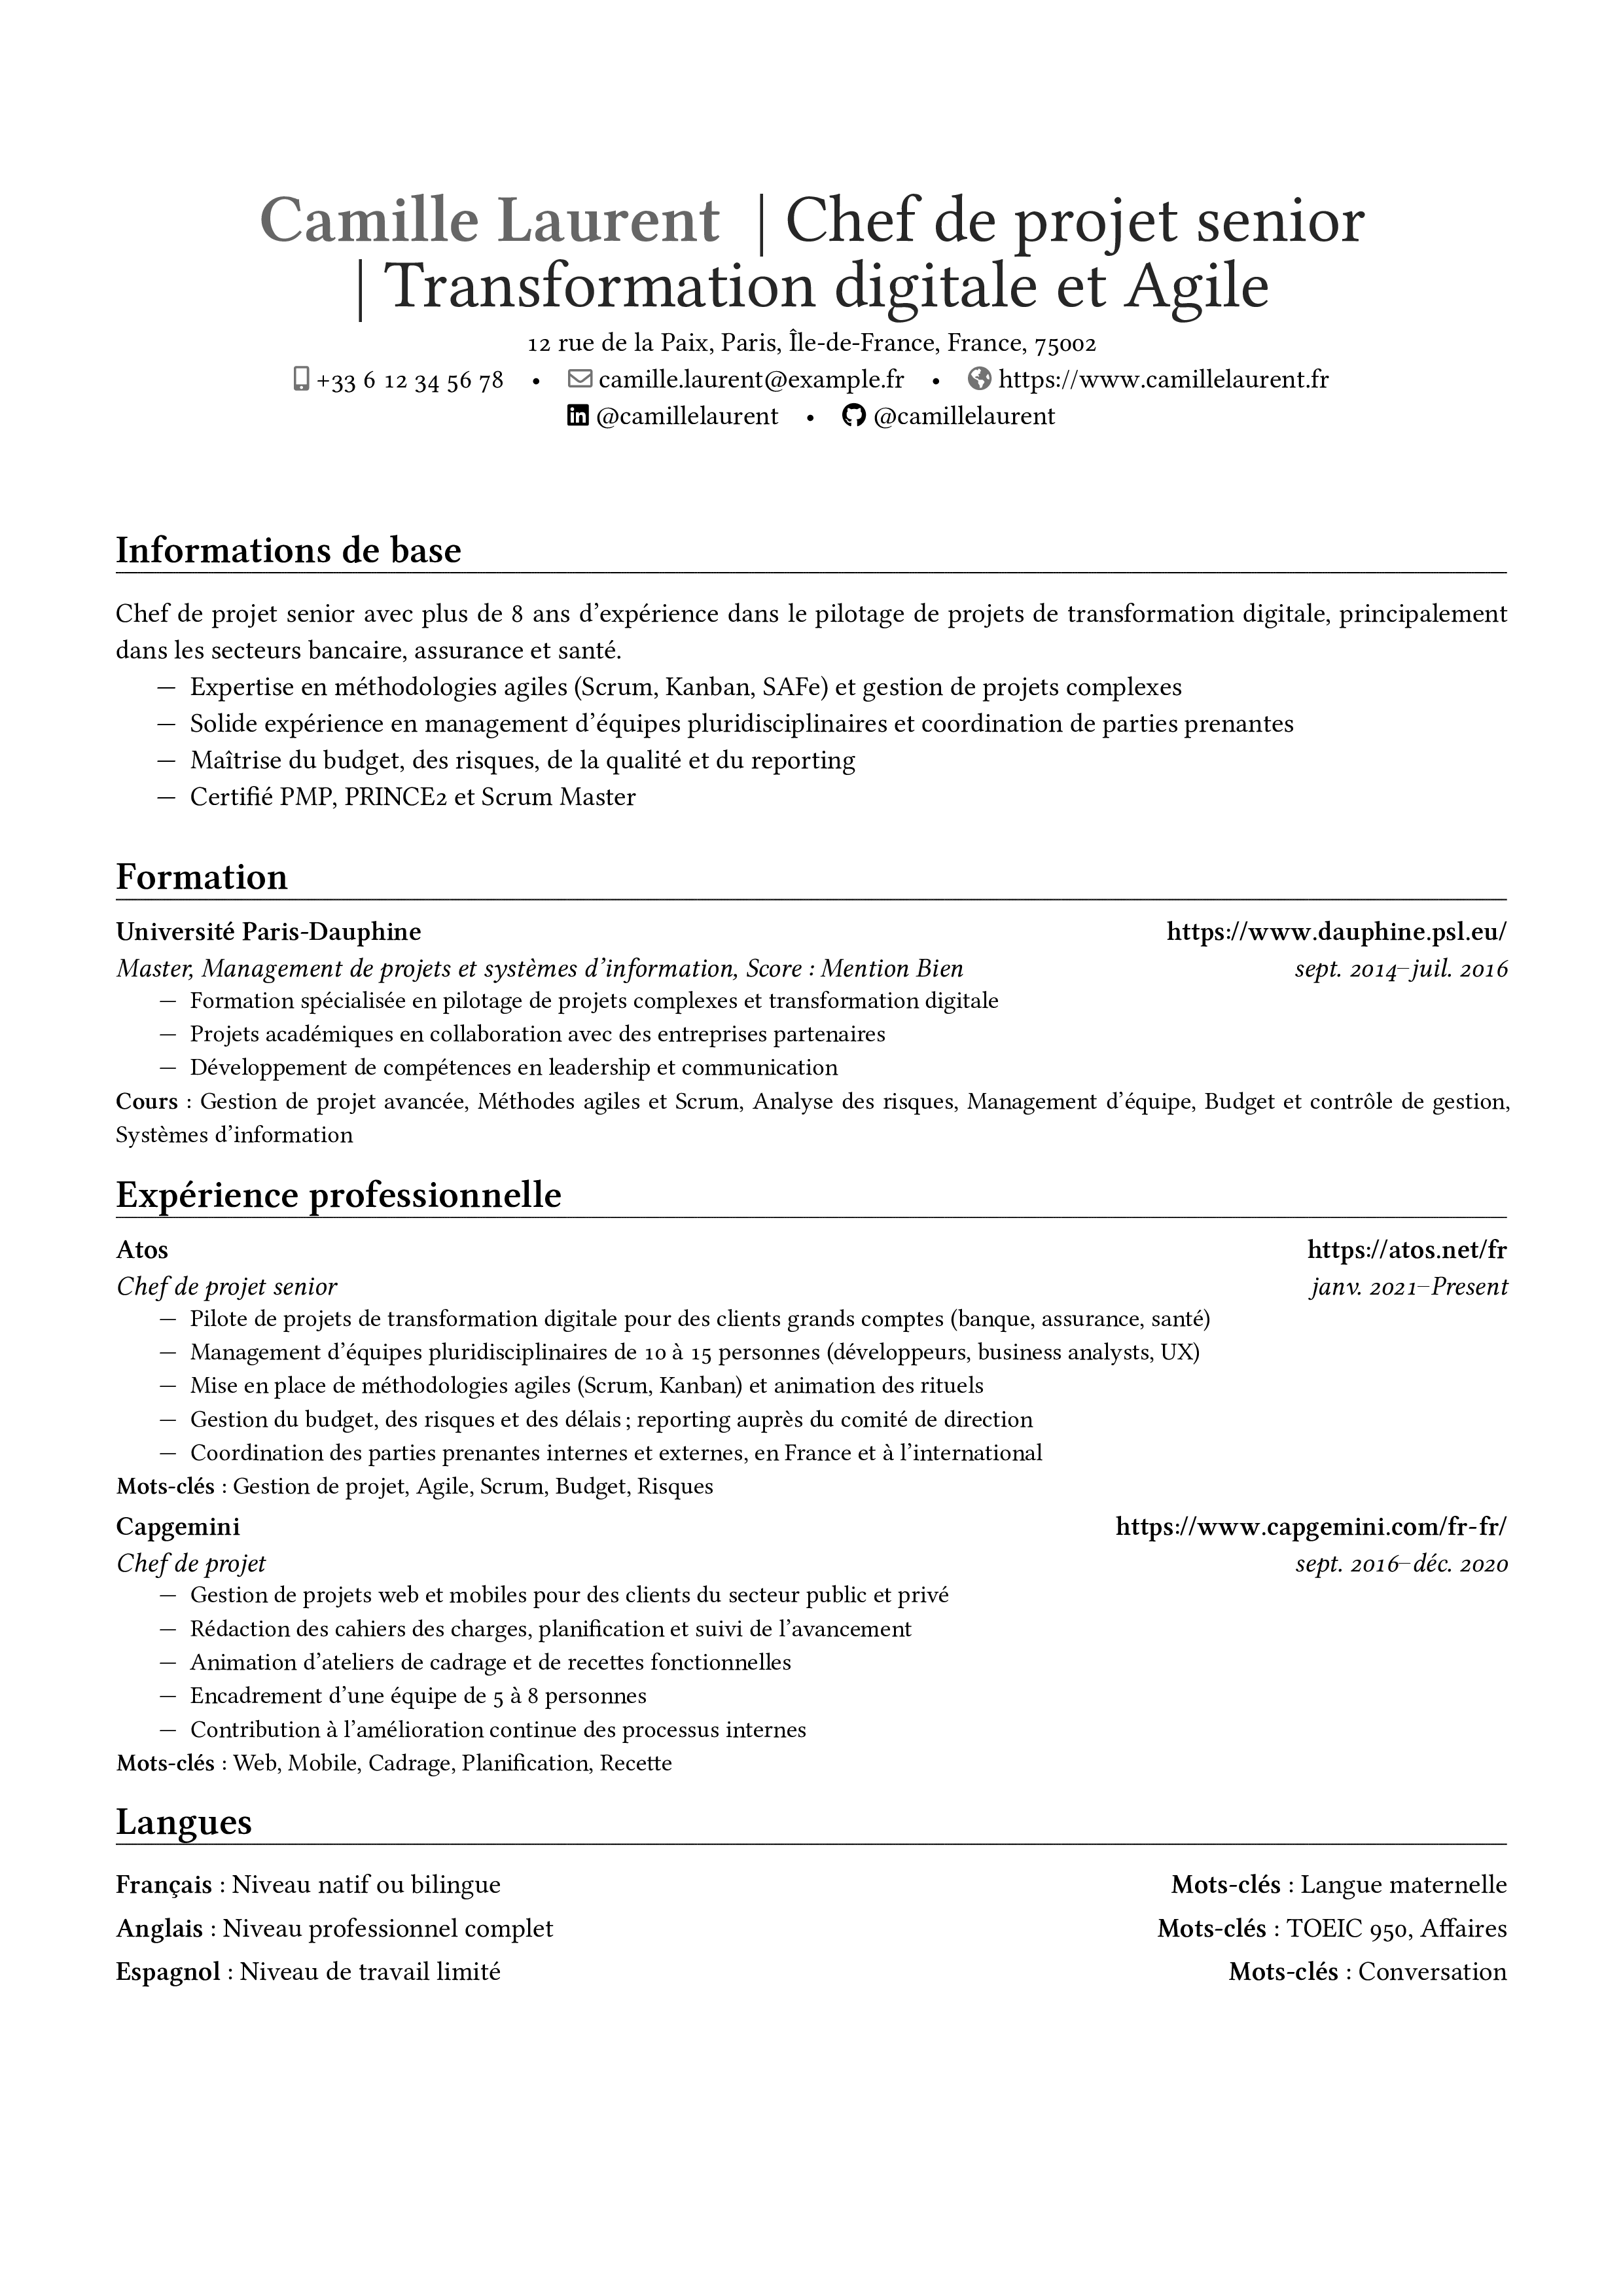 Camille Laurent | Chef de projet senior
| Transformation digitale et Agile
12 rue de la Paix, Paris, Île-de-France, France, 75002
+33 6 12 34 56 78 • camille.laurent@example.fr • https://www.camillelaurent.fr
@camillelaurent • @camillelaurent
Informations de base
Chef de projet senior avec plus de 8 ans d’expérience dans le pilotage de projets de transformation digitale, principalement
dans les secteurs bancaire, assurance et santé.
— Expertise en méthodologies agiles (Scrum, Kanban, SAFe) et gestion de projets complexes
— Solide expérience en management d’équipes pluridisciplinaires et coordination de parties prenantes
— Maîtrise du budget, des risques, de la qualité et du reporting
— Certifié PMP, PRINCE2 et Scrum Master
Formation
Université Paris-Dauphine https://www.dauphine.psl.eu/
Master, Management de projets et systèmes d’information, Score : Mention Bien sept. 2014–juil. 2016
— Formation spécialisée en pilotage de projets complexes et transformation digitale
— Projets académiques en collaboration avec des entreprises partenaires
— Développement de compétences en leadership et communication
Cours : Gestion de projet avancée, Méthodes agiles et Scrum, Analyse des risques, Management d’équipe, Budget et contrôle de gestion,
Systèmes d’information
Expérience professionnelle
Atos https://atos.net/fr
Chef de projet senior janv. 2021–Present
— Pilote de projets de transformation digitale pour des clients grands comptes (banque, assurance, santé)
— Management d’équipes pluridisciplinaires de 10 à 15 personnes (développeurs, business analysts, UX)
— Mise en place de méthodologies agiles (Scrum, Kanban) et animation des rituels
— Gestion du budget, des risques et des délais ; reporting auprès du comité de direction
— Coordination des parties prenantes internes et externes, en France et à l’international
Mots-clés : Gestion de projet, Agile, Scrum, Budget, Risques
Capgemini https://www.capgemini.com/fr-fr/
Chef de projet sept. 2016–déc. 2020
— Gestion de projets web et mobiles pour des clients du secteur public et privé
— Rédaction des cahiers des charges, planification et suivi de l’avancement
— Animation d’ateliers de cadrage et de recettes fonctionnelles
— Encadrement d’une équipe de 5 à 8 personnes
— Contribution à l’amélioration continue des processus internes
Mots-clés : Web, Mobile, Cadrage, Planification, Recette
Langues
Français : Niveau natif ou bilingue Mots-clés : Langue maternelle
Anglais : Niveau professionnel complet Mots-clés : TOEIC 950, Affaires
Espagnol : Niveau de travail limité Mots-clés : Conversation